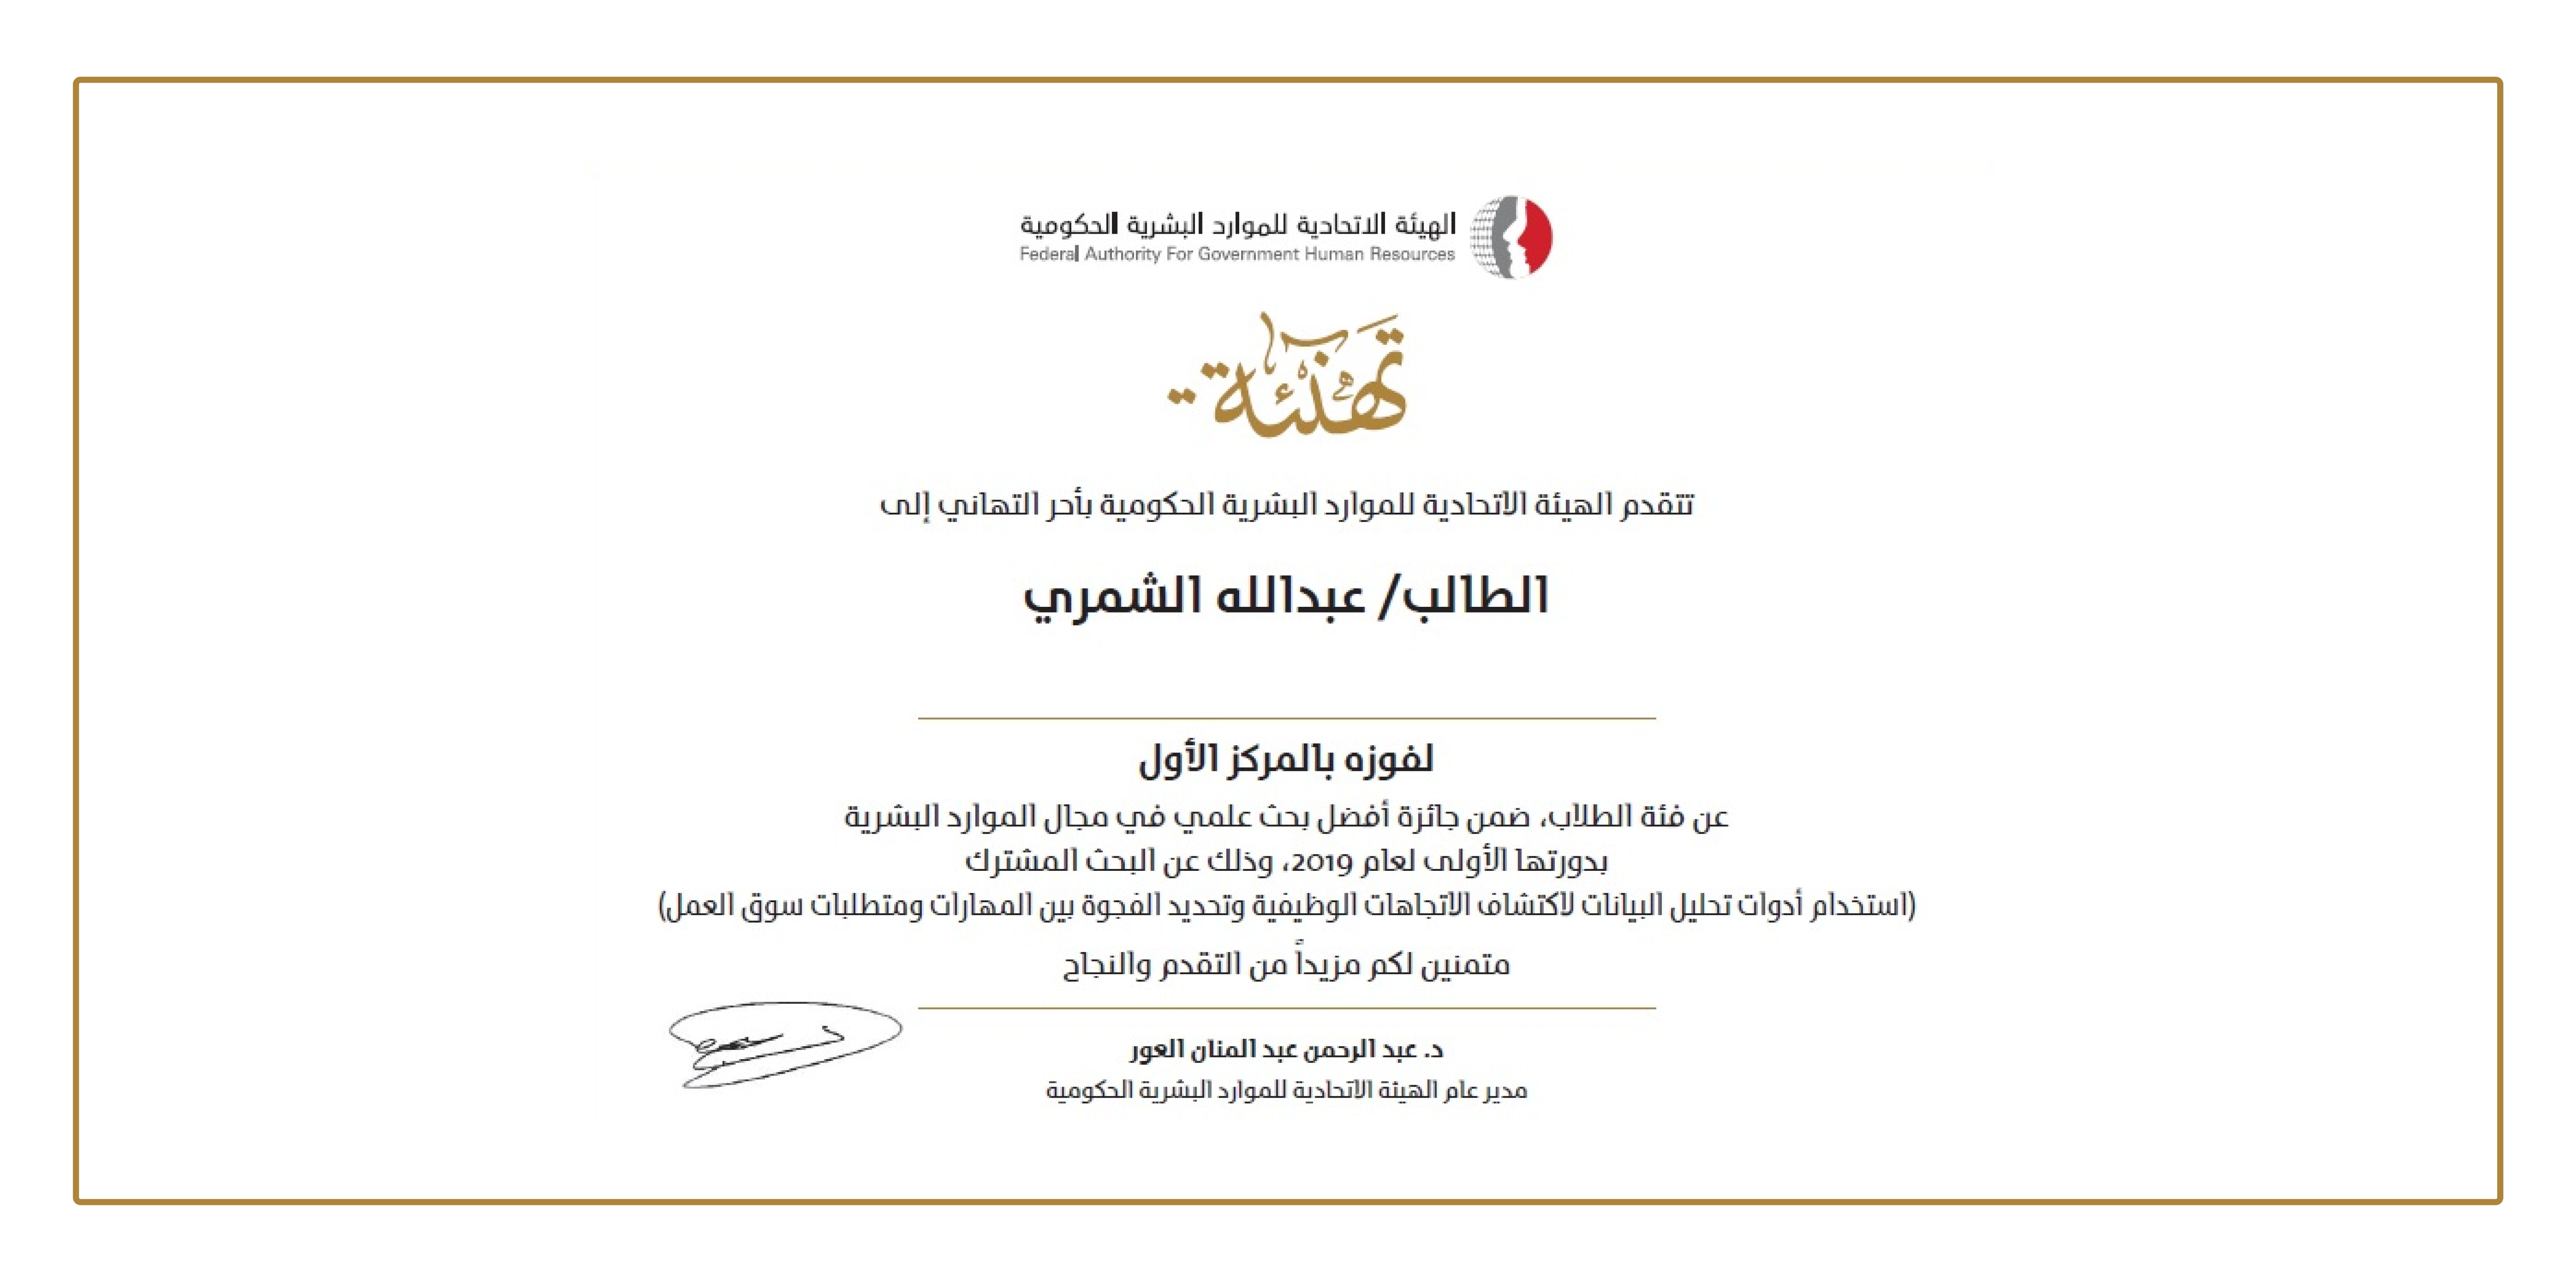 الهيئة الاتحادية للموارد البشرية الحكومية
Federal Authority For Government Human Resources
تهنئة..
تتقدم الهيئة الاتحادية للموارد البشرية الحكومية بأحر التهاني إلى
الطالب/ عبدالله الشمري
لفوزه بالمركز الأول
عن فئة الطلاب، ضمن جائزة أفضل بحث علمي في مجال الموارد البشرية
بدورتها الأولى لعام 2019، وذلك عن البحث المشترك
(استخدام أدوات تحليل البيانات لاكتشاف الاتجاهات الوظيفية وتحديد الفجوة بين المهارات ومتطلبات سوق العمل)
متمنين لكم مزيداً من التقدم والنجاح
د. عبد الرحمن عبد المنان العور
مدير عام الهيئة الاتحادية للموارد البشرية الحكومية